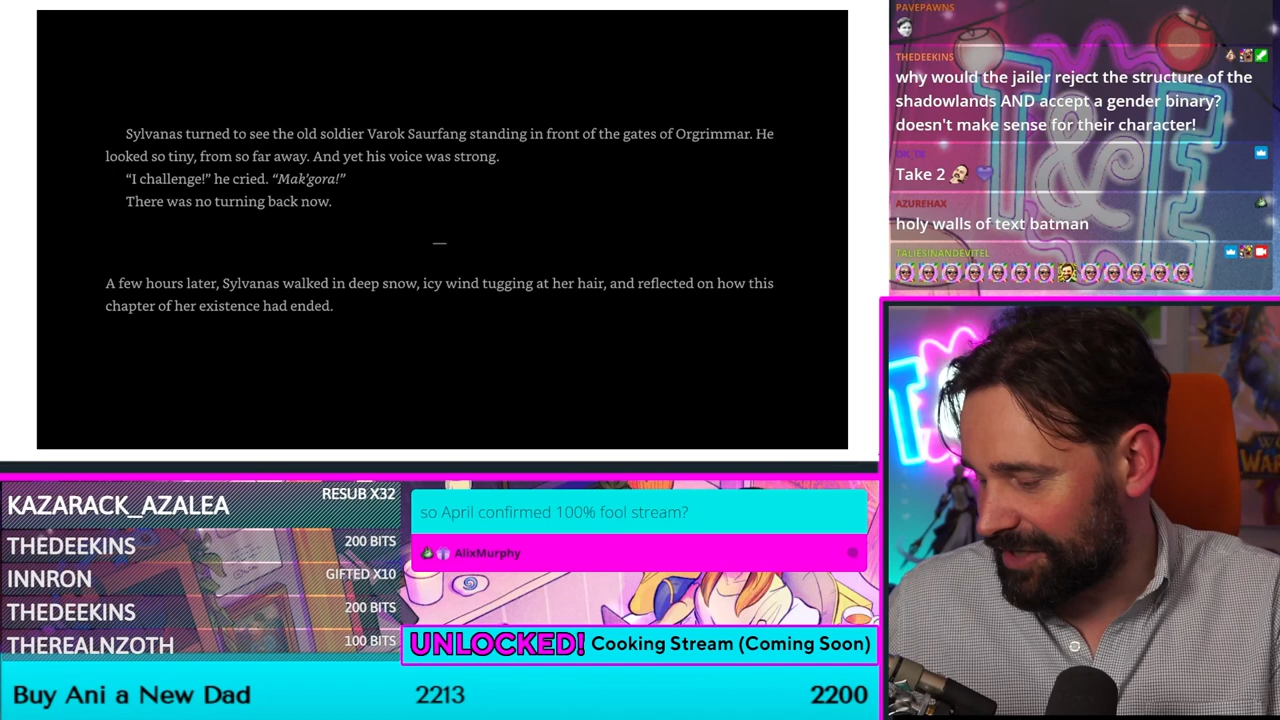 Sylvanas turned to see the old soldier Varok Saurfang standing in front of the gates of Orgrimmar. He
looked so tiny, from so far away. And yet his voice was strong.
“I challenge!” he cried. “Mak'gora!”
There was no turning back now.
—
A few hours later, Sylvanas walked in deep snow, icy wind tugging at her hair, and reflected on how this
chapter of her existence had ended.
PAVEPAWNS
THEDEEKINS
why would the jailer reject the structure of the
shadowlands AND accept a gender binary?
doesn't make sense for their character!
Take 2
AZUREHAX
holy walls of text batman
TALIESINANDEVITEL
T&E
KAZARACK_AZALEA RESUB X32
THEDEEKINS 200 BITS
INNRON GIFTED X10
THEDEEKINS 200 BITS
THEREALNZOTH 100 BITS
so April confirmed 100% fool stream?
AlixMurphy
UNLOCKED! Cooking Stream (Coming Soon)
Buy Ani a New Dad 2213 2200